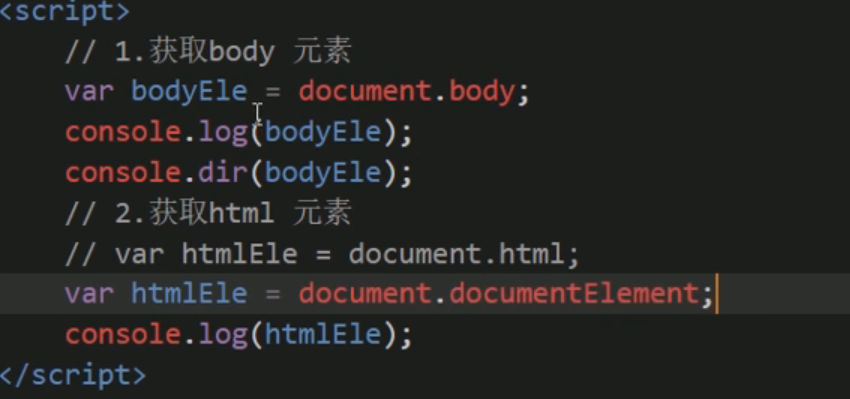 <script>
// 1.获取body 元素
var bodyEle = document.body;
console.log(bodyEle);
console.dir(bodyEle);
// 2.获取html 元素
// var htmlEle = document.html;
var htmlEle = document.documentElement;
console.log(htmlEle);
</script>